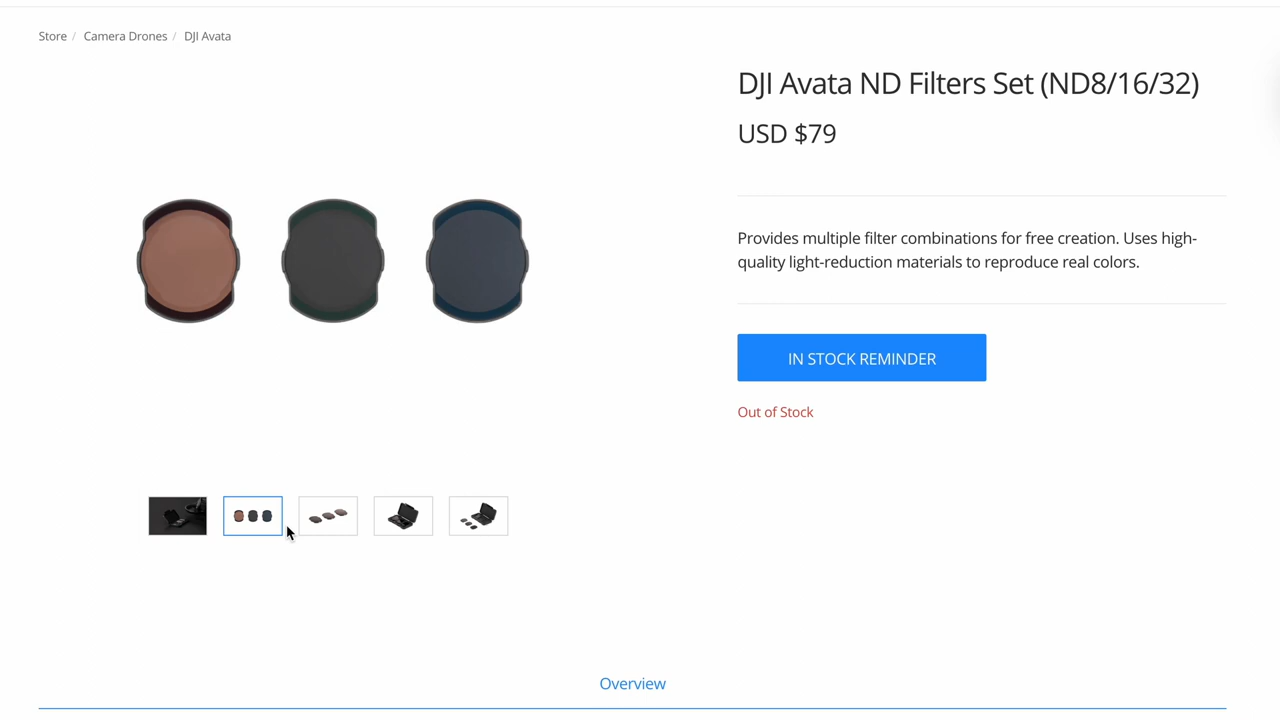 Store / Camera Drones / DJI Avata
DJI Avata ND Filters Set (ND8/16/32)
USD $79
Provides multiple filter combinations for free creation. Uses high-
quality light-reduction materials to reproduce real colors.
IN STOCK REMINDER
Out of Stock
Overview